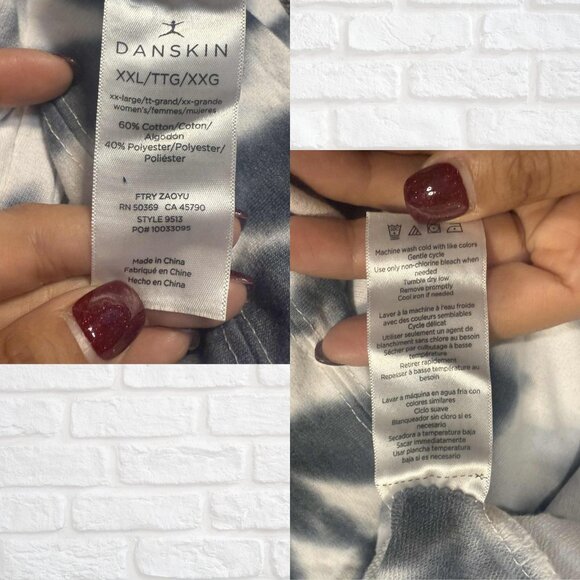 DANSKIN
XXL/TTG/XXG
xx-large/tt-grand/xx-grande
women's/femmes/mujeres
60% Cotton/Coton/
Algodón
40% Polyester/Polyester/
Poliéster
FTRY ZAOYU
RN 50369 CA 45790
STYLE 9513
PO# 10033095
Made in China
Fabriqué en Chine
Hecho en China
Machine wash cold with like colors
Gentle cycle
Use only non-chlorine bleach when
needed
Tumble dry low
Remove promptly
Cool iron if needed
Laver à la machine à l'eau froide
avec des couleurs semblables
Cycle délicat
Utiliser seulement un agent de
blanchiment sans chlore au besoin
Sécher par culbutage à basse
température
Retirer rapidement
Repasser à basse température au
besoin
Lavar a máquina en agua fria con
colores similares
Ciclo suave
Blanqueador sin cloro si es
necesario
Secadora a temperatura baja
Sacar immediatamente
Usar plancha temperatura
baja si es necesario